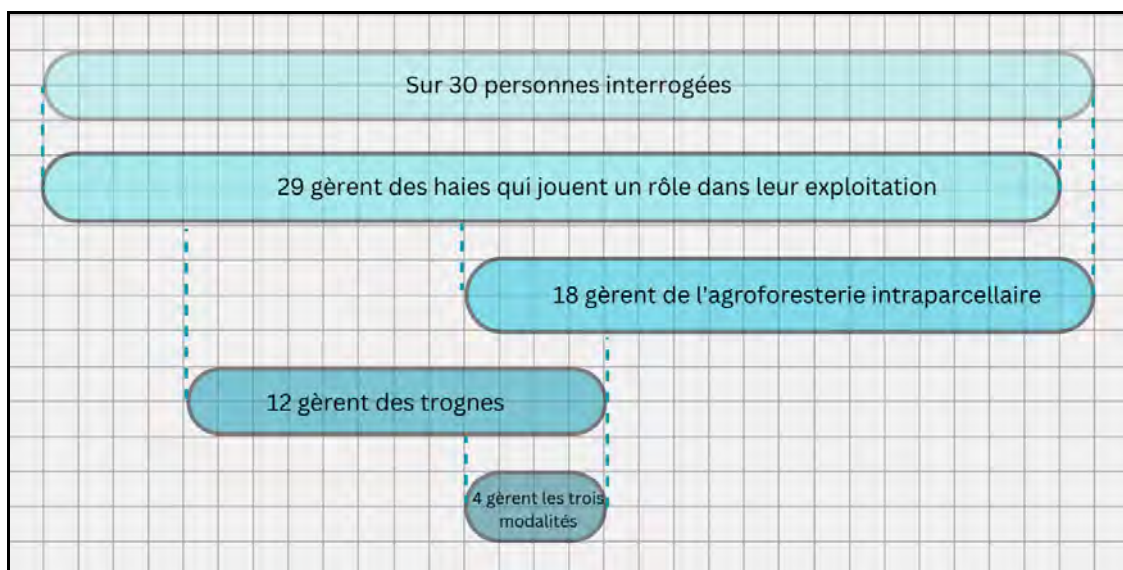 Sur 30 personnes interrogées
29 gèrent des haies qui jouent un rôle dans leur exploitation
18 gèrent de l'agroforesterie intraparcellaire
12 gèrent des trognes
4 gèrent les trois
modalités